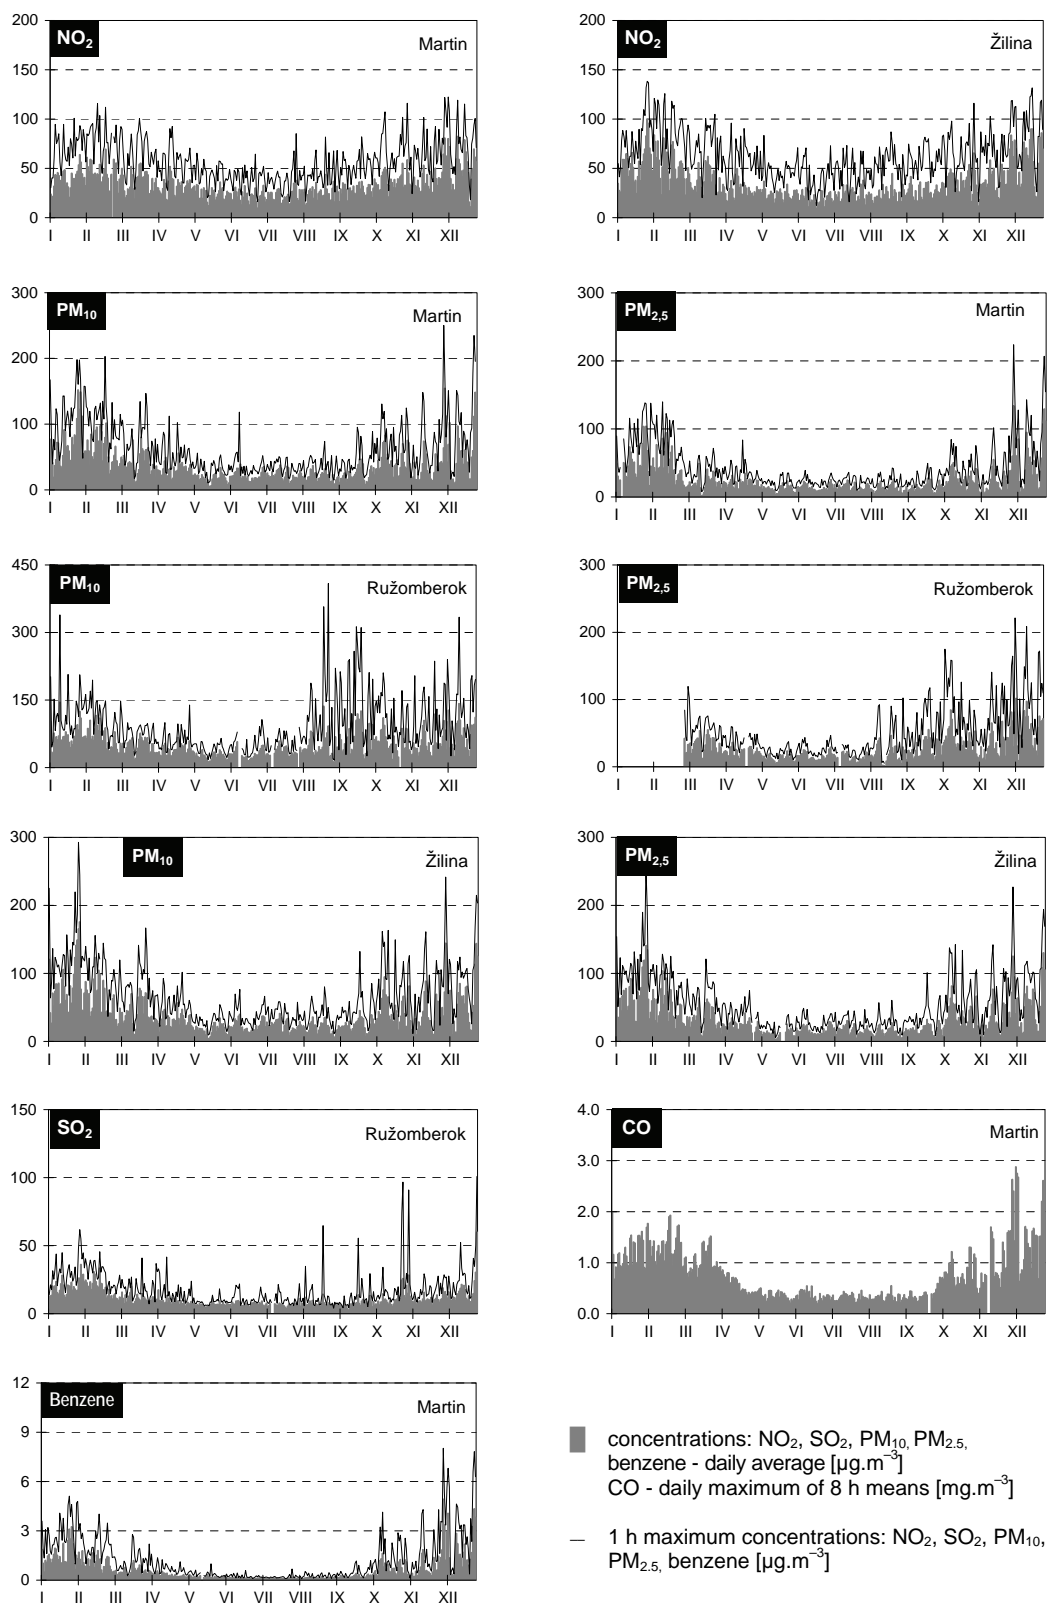 NO₂ Martin
200
150
100
50
0
I II III IV V VI VII VIII IX X XI XII
NO₂ Žilina
200
150
100
50
0
I II III IV V VI VII VIII IX X XI XII
PM₁₀ Martin
300
200
100
0
I II III IV V VI VII VIII IX X XI XII
PM₂,₅ Martin
300
200
100
0
I II III IV V VI VII VIII IX X XI XII
PM₁₀ Ružomberok
450
300
150
0
I II III IV V VI VII VIII IX X XI XII
PM₂,₅ Ružomberok
300
200
100
0
I II III IV V VI VII VIII IX X XI XII
PM₁₀ Žilina
300
200
100
0
I II III IV V VI VII VIII IX X XI XII
PM₂,₅ Žilina
300
200
100
0
I II III IV V VI VII VIII IX X XI XII
SO₂ Ružomberok
150
100
50
0
I II III IV V VI VII VIII IX X XI XII
CO Martin
4.0
3.0
2.0
1.0
0.0
I II III IV V VI VII VIII IX X XI XII
Benzene Martin
12
9
6
3
0
I II III IV V VI VII VIII IX X XI XII
concentrations: NO₂, SO₂, PM₁₀, PM₂.₅,
benzene - daily average [µg.m⁻³]
CO - daily maximum of 8 h means [mg.m⁻³]
1 h maximum concentrations: NO₂, SO₂, PM₁₀,
PM₂.₅, benzene [µg.m⁻³]